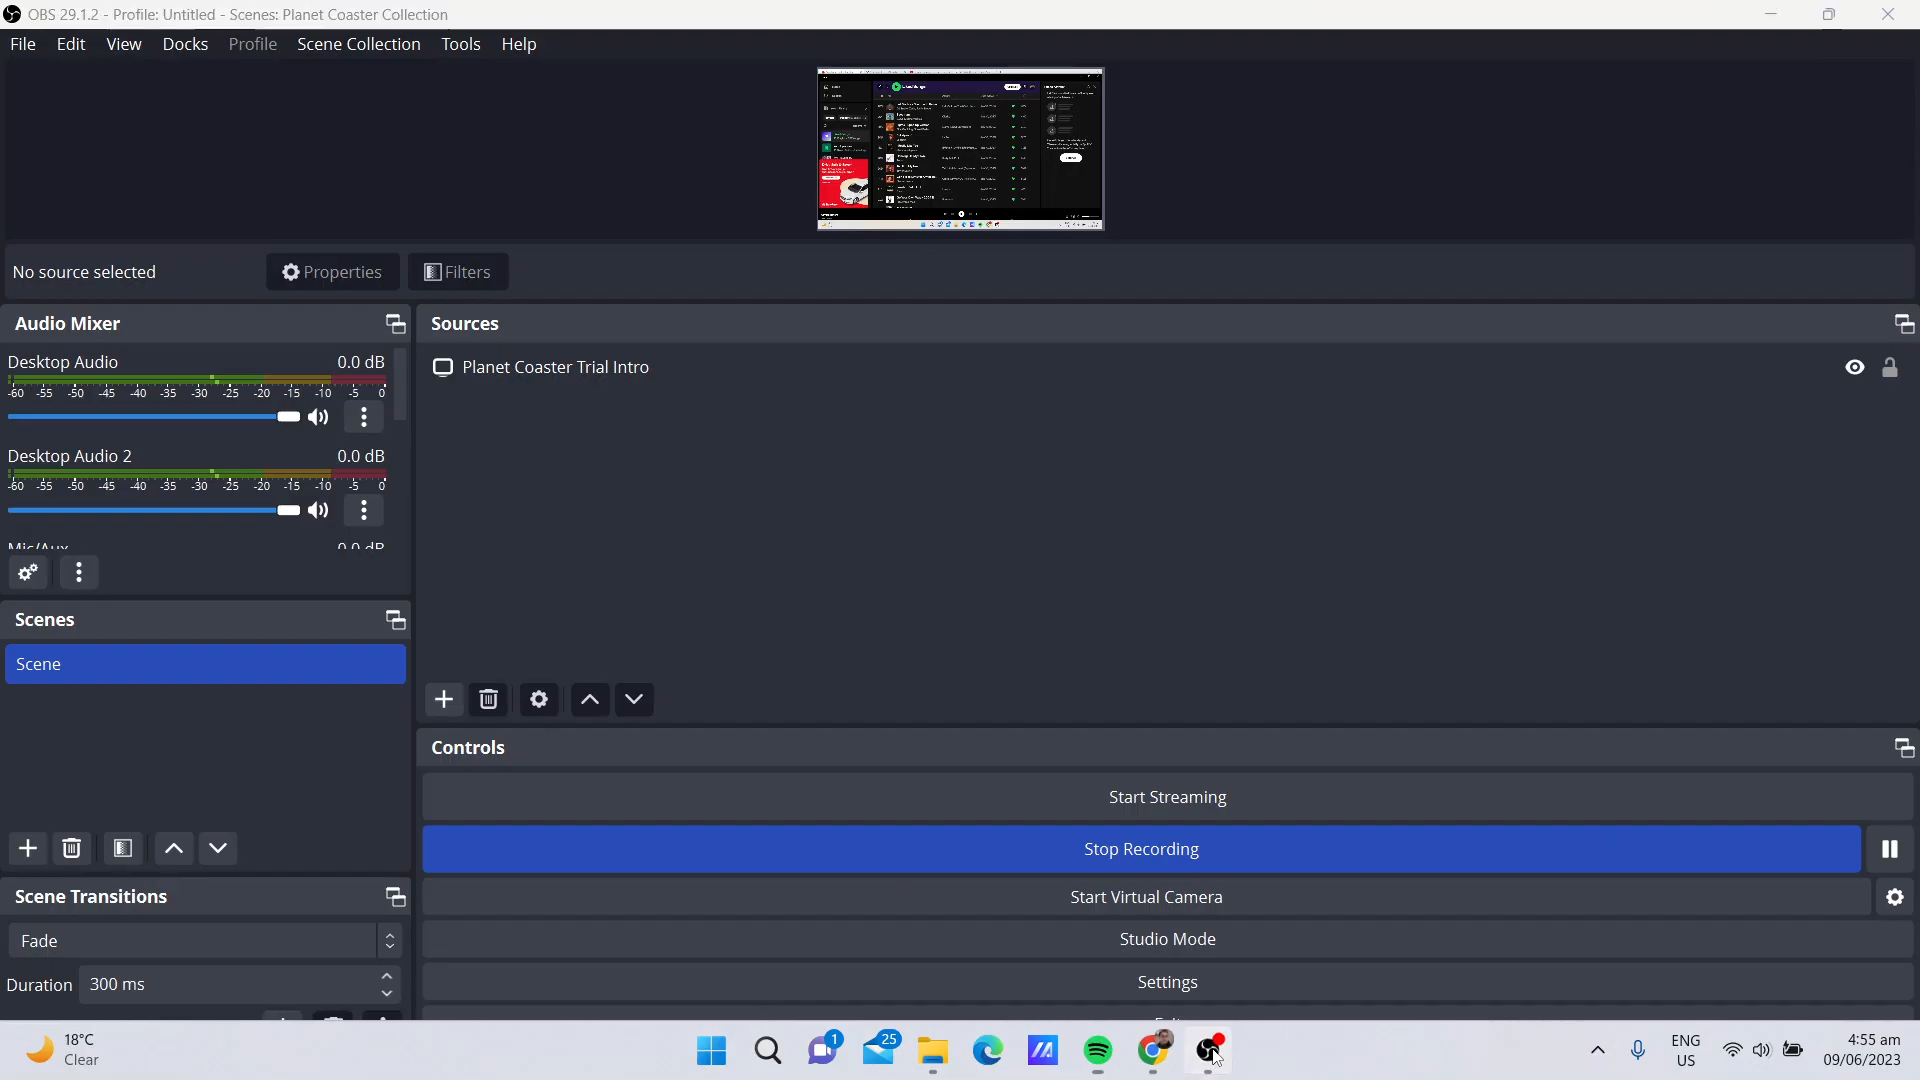 OBS 29.1.2 - Profile: Untitled - Scenes: Planet Coaster Collection
File Edit View Docks Profile Scene Collection Tools Help
No source selected
Properties
Filters
Audio Mixer
Desktop Audio 0.0 dB
-60 -55 -50 -45 -40 -35 -30 -25 -20 -15 -10 -5 0
Desktop Audio 2 0.0 dB
-60 -55 -50 -45 -40 -35 -30 -25 -20 -15 -10 -5 0
Mic/Aux 0.0 dB
Scenes
Scene
Scene Transitions
Fade
Duration 300 ms
Sources
Planet Coaster Trial Intro
Controls
Start Streaming
Stop Recording
Start Virtual Camera
Studio Mode
Settings
18°C
Clear
1
25
ENG
US
4:55 am
09/06/2023